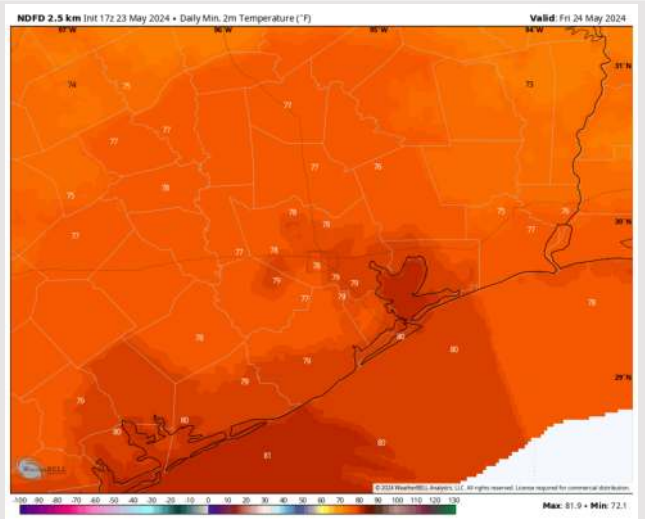 NDFD 2.5 km Init 17z 23 May 2024 • Daily Min. 2m Temperature (°F) Valid: Fri 24 May 2024
97°W 96°W 95°W 94°W
31°N
74 75 73
77
77 77
77 76
75 78
78 75 76
78 77
77 30°N
77 78
78
79 79 79
77 79 78
78 80 80
79
29°N
79 79
80 80
80
81
WeatherBELL
© 2024 WeatherBELL Analytics, LLC. All rights reserved. License required for commercial distribution.
-100 -90 -80 -70 -60 -50 -40 -30 -20 -10 0 10 20 30 40 50 60 70 80 90 100 110 120 130
Max: 81.9 • Min: 72.1